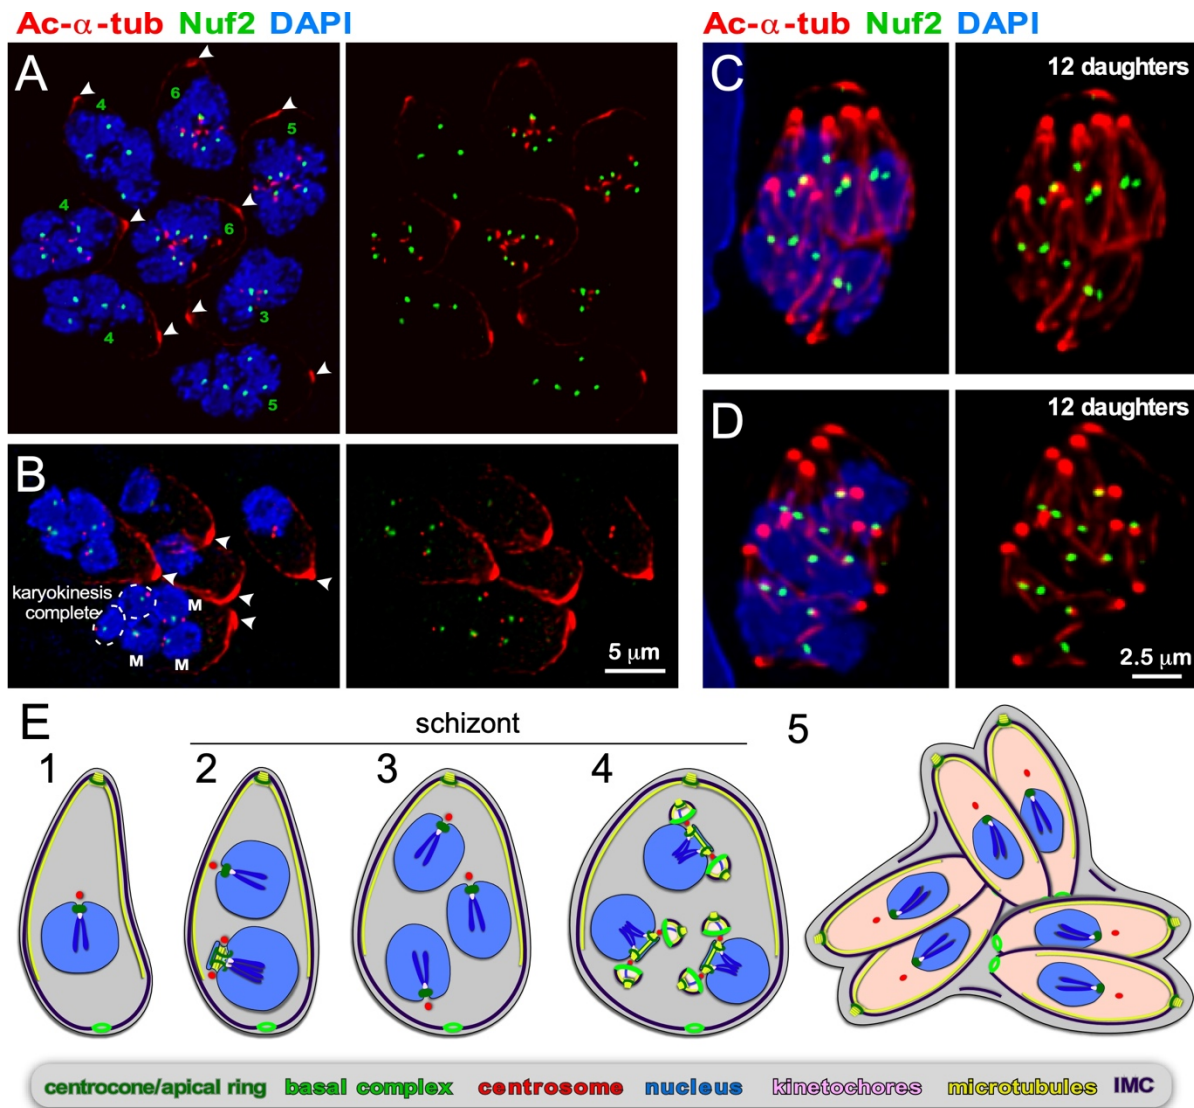 Ac-α-tub Nuf2 DAPI
Ac-α-tub Nuf2 DAPI
A
4
6
5
4
6
4
3
5
B
karyokinesis
complete
M
M
M
5 μm
C
12 daughters
D
12 daughters
2.5 μm
E
schizont
1
2
3
4
5
centrocone/apical ring basal complex centrosome nucleus kinetochores microtubules IMC